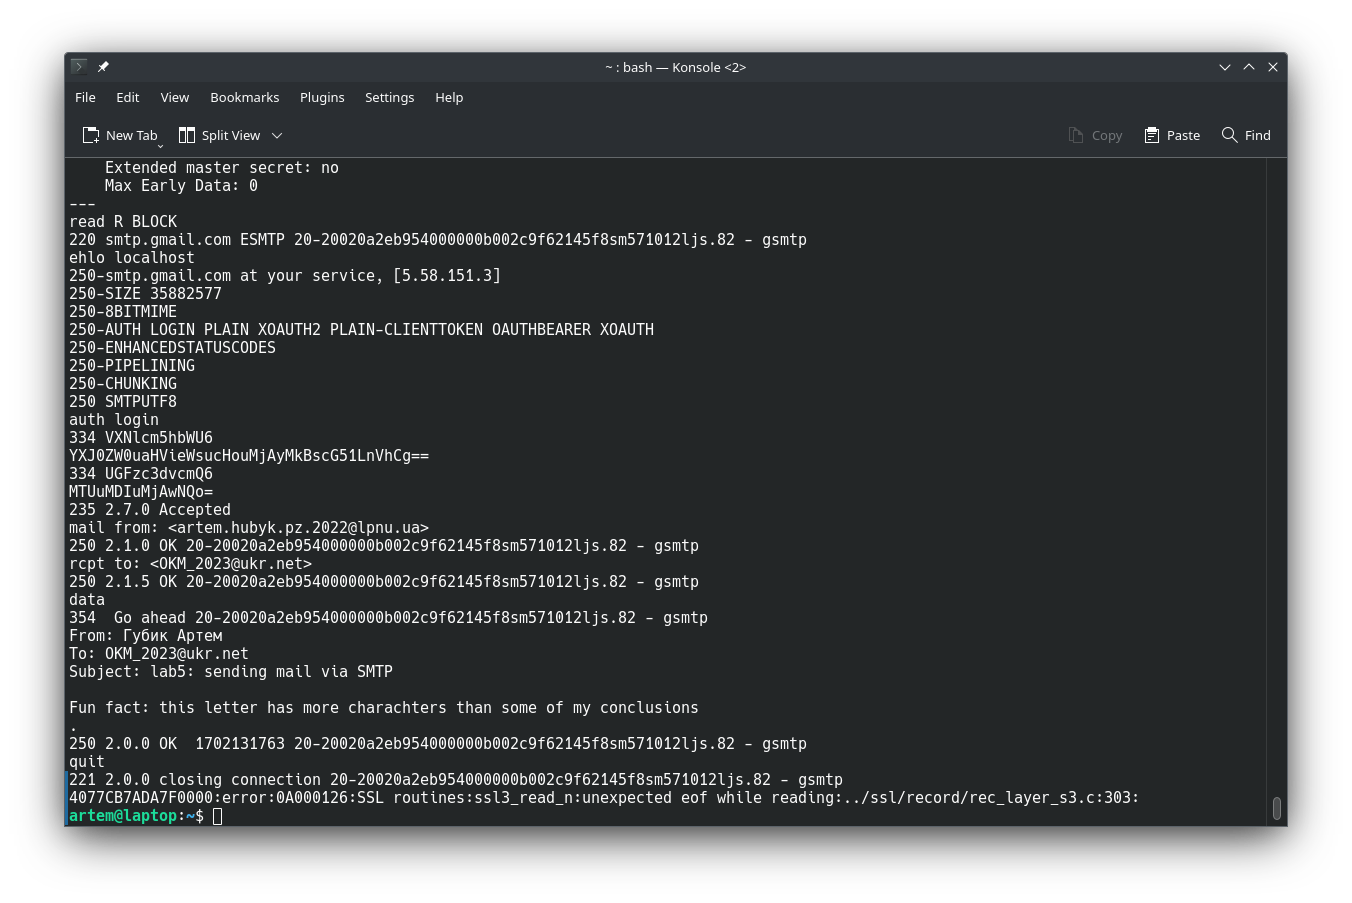 ~ : bash — Konsole <2>
File Edit View Bookmarks Plugins Settings Help
New Tab Split View Copy Paste Find
Extended master secret: no
Max Early Data: 0
---
read R BLOCK
220 smtp.gmail.com ESMTP 20-20020a2eb954000000b002c9f62145f8sm571012ljs.82 - gsmtp
ehlo localhost
250-smtp.gmail.com at your service, [5.58.151.3]
250-SIZE 35882577
250-8BITMIME
250-AUTH LOGIN PLAIN XOAUTH2 PLAIN-CLIENTTOKEN OAUTHBEARER XOAUTH
250-ENHANCEDSTATUSCODES
250-PIPELINING
250-CHUNKING
250 SMTPUTF8
auth login
334 VXNlcm5hbWU6
YXJ0ZW0uaHVieWsucHouMjAyMkBscG51LnVhCg==
334 UGFzc3dvcmQ6
MTUuMDIuMjAwNQo=
235 2.7.0 Accepted
mail from: <artem.hubyk.pz.2022@lpnu.ua>
250 2.1.0 OK 20-20020a2eb954000000b002c9f62145f8sm571012ljs.82 - gsmtp
rcpt to: <OKM_2023@ukr.net>
250 2.1.5 OK 20-20020a2eb954000000b002c9f62145f8sm571012ljs.82 - gsmtp
data
354  Go ahead 20-20020a2eb954000000b002c9f62145f8sm571012ljs.82 - gsmtp
From: Губик Артем
To: OKM_2023@ukr.net
Subject: lab5: sending mail via SMTP
Fun fact: this letter has more charachters than some of my conclusions
.
250 2.0.0 OK  1702131763 20-20020a2eb954000000b002c9f62145f8sm571012ljs.82 - gsmtp
quit
221 2.0.0 closing connection 20-20020a2eb954000000b002c9f62145f8sm571012ljs.82 - gsmtp
4077CB7ADA7F0000:error:0A000126:SSL routines:ssl3_read_n:unexpected eof while reading:../ssl/record/rec_layer_s3.c:303:
artem@laptop:~$